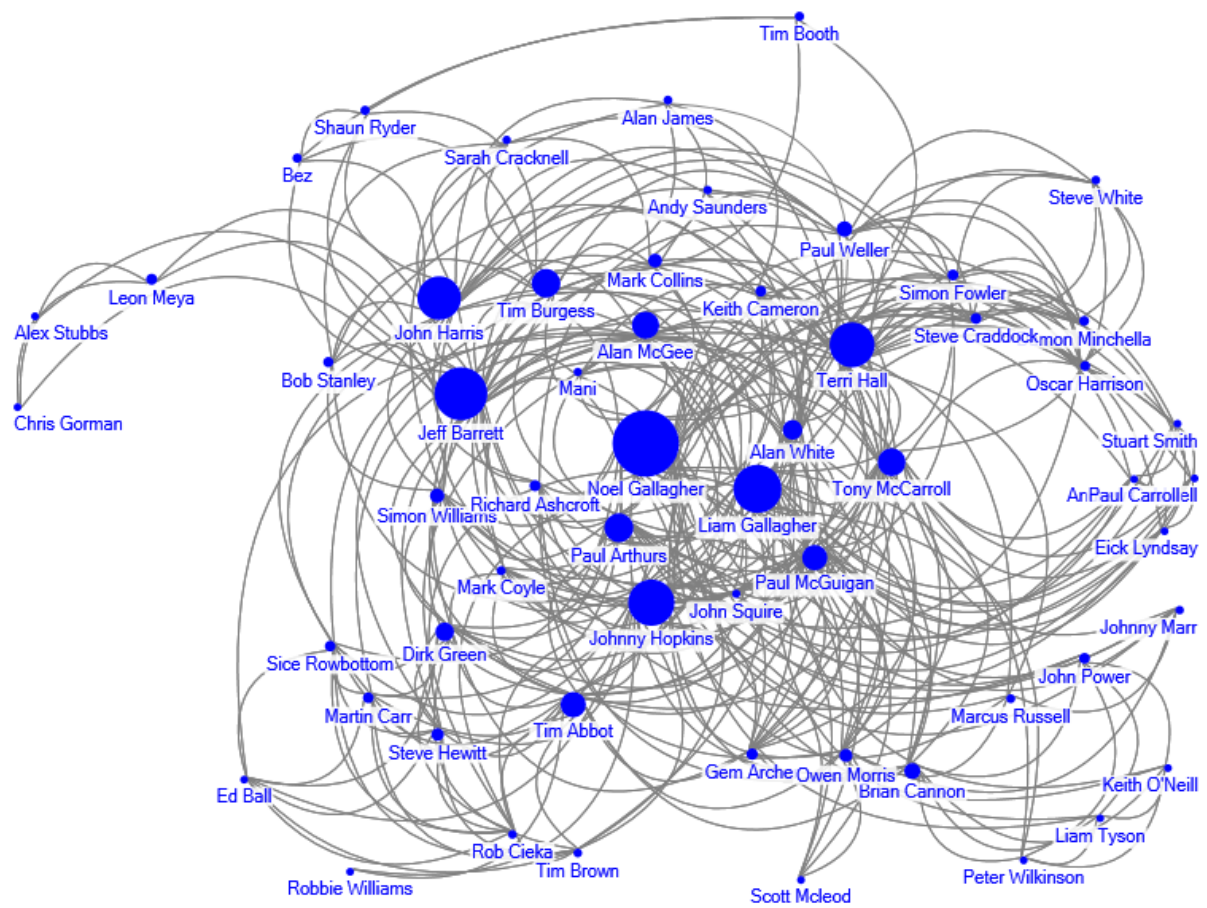 Tim Booth
Shaun Ryder
Alan James
Sarah Cracknell
Bez
Steve White
Andy Saunders
Paul Weller
Mark Collins
Simon Fowler
Leon Meya
Keith Cameron
Tim Burgess
Alex Stubbs
John Harris
Steve Craddock
mon Minchella
Alan McGee
Bob Stanley
Mani
Terri Hall
Oscar Harrison
Chris Gorman
Jeff Barrett
Stuart Smith
Alan White
Noel Gallagher
Tony McCarroll
Richard Ashcroft
AnPaul Carrollell
Simon Williams
Liam Gallagher
Eick Lyndsay
Paul Arthurs
Paul McGuigan
Mark Coyle
John Squire
Johnny Hopkins
Johnny Marr
Dirk Green
Sice Rowbottom
John Power
Martin Carr
Marcus Russell
Tim Abbot
Steve Hewitt
Gem Arche
Owen Morris
Keith O'Neill
Brian Cannon
Ed Ball
Liam Tyson
Rob Cieka
Tim Brown
Peter Wilkinson
Robbie Williams
Scott Mcleod